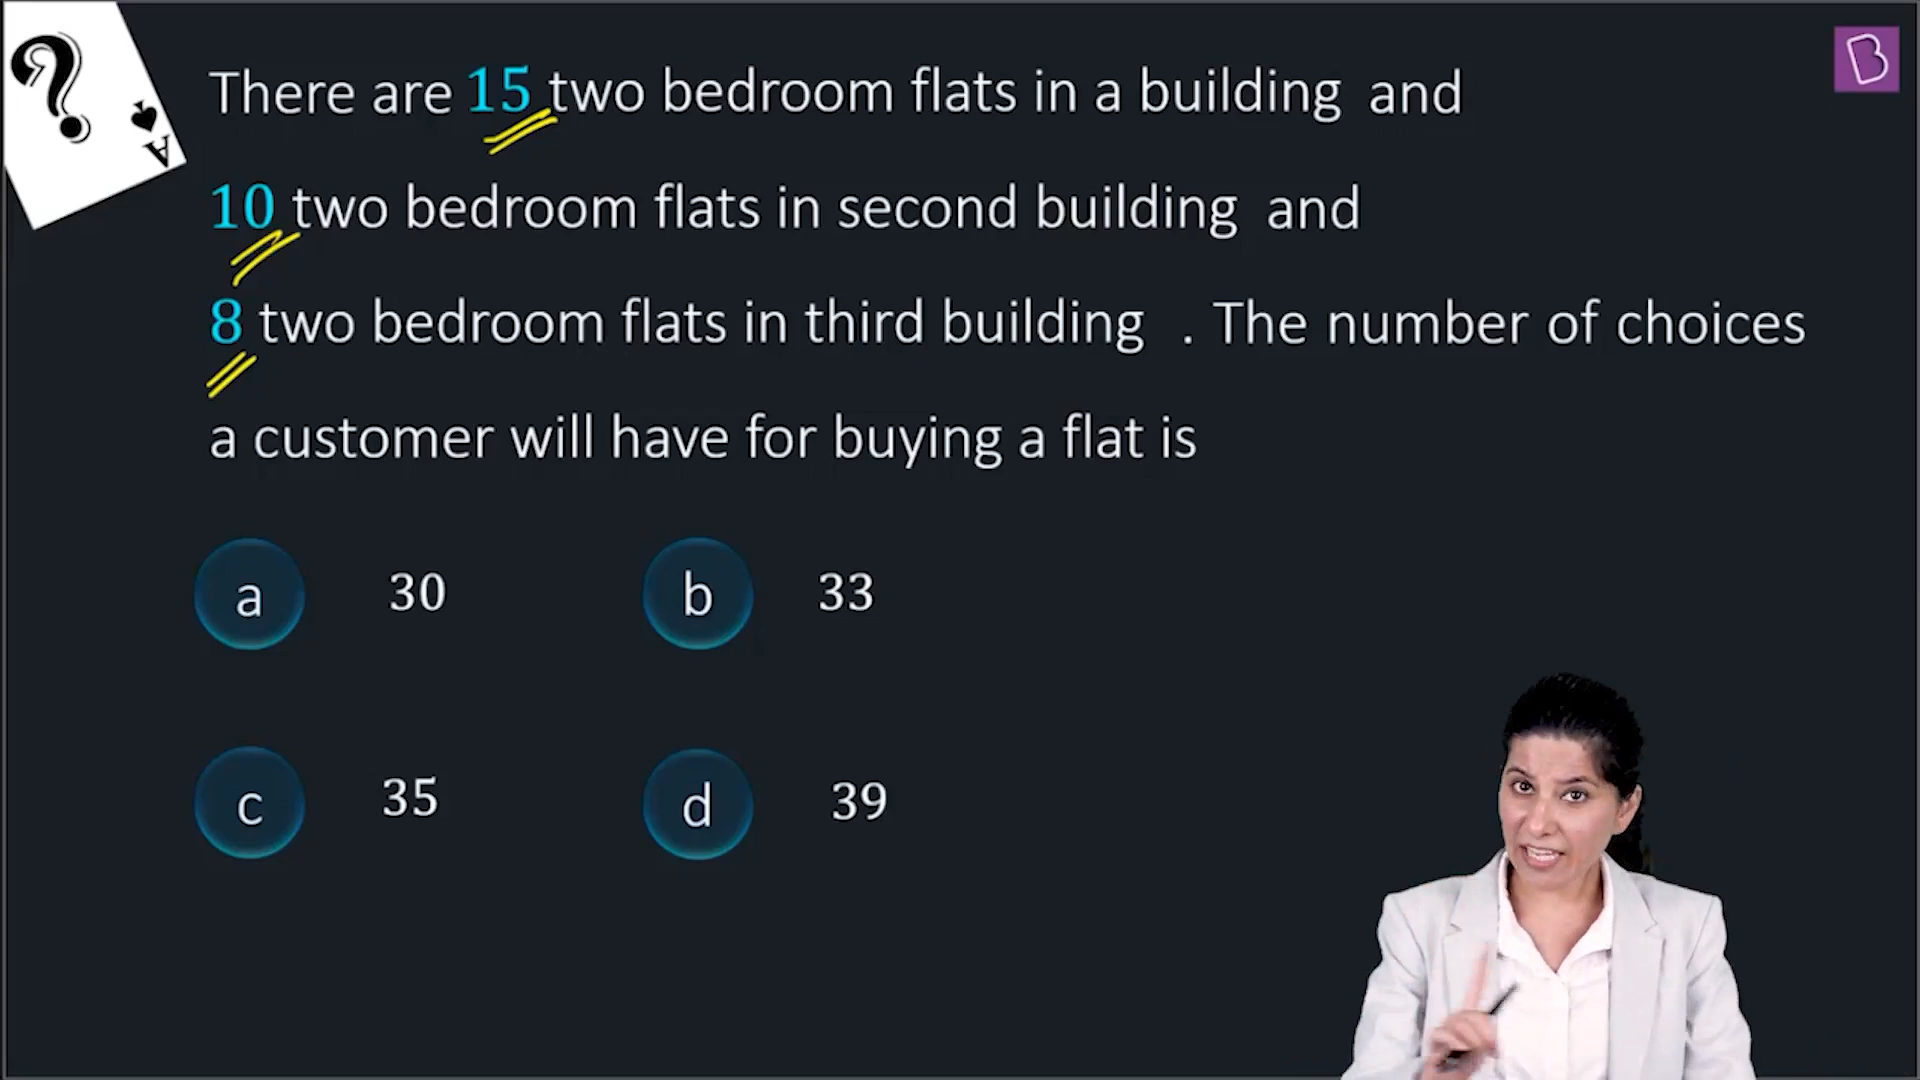 There are 15 two bedroom flats in a building and
10 two bedroom flats in second building and
8 two bedroom flats in third building . The number of choices
a customer will have for buying a flat is
a 30 b 33
c 35 d 39
? A
B